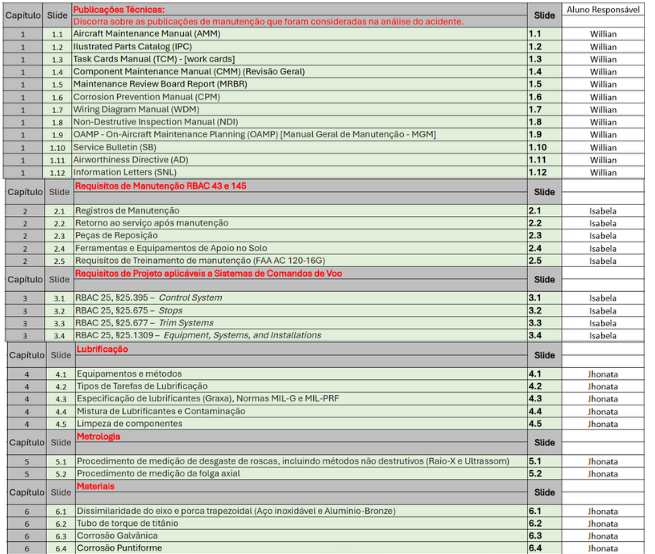 Capítulo Slide Publicações Técnicas: Slide Aluno Responsável
Discorra sobre as publicações de manutenção que foram consideradas na análise do acidente.
1 1.1 Aircraft Maintenance Manual (AMM) 1.1 Willian
1 1.2 Ilustrated Parts Catalog (IPC) 1.2 Willian
1 1.3 Task Cards Manual (TCM) - [work cards] 1.3 Willian
1 1.4 Component Maintenance Manual (CMM) (Revisão Geral) 1.4 Willian
1 1.5 Maintenance Review Board Report (MRBR) 1.5 Willian
1 1.6 Corrosion Prevention Manual (CPM) 1.6 Willian
1 1.7 Wiring Diagram Manual (WDM) 1.7 Willian
1 1.8 Non-Destrutive Inspection Manual (NDI) 1.8 Willian
1 1.9 OAMP - On-Aircraft Maintenance Planning (OAMP) [Manual Geral de Manutenção - MGM] 1.9 Willian
1 1.10 Service Bulletin (SB) 1.10 Willian
1 1.11 Airworthiness Directive (AD) 1.11 Willian
1 1.12 Information Letters (SNL) 1.12 Willian
Capítulo Slide Requisitos de Manutenção RBAC 43 e 145 Slide
2 2.1 Registros de Manutenção 2.1 Isabela
2 2.2 Retorno ao serviço após manutenção 2.2 Isabela
2 2.3 Peças de Reposição 2.3 Isabela
2 2.4 Ferramentas e Equipamentos de Apoio no Solo 2.4 Isabela
2 2.5 Requisitos de Treinamento de manutenção (FAA AC 120-16G) 2.5 Isabela
Capítulo Slide Requisitos de Projeto aplicáveis a Sistemas de Comandos de Voo Slide
3 3.1 RBAC 25, §25.395 – Control System 3.1 Isabela
3 3.2 RBAC 25, §25.675 – Stops 3.2 Isabela
3 3.3 RBAC 25, §25.677 – Trim Systems 3.3 Isabela
3 3.4 RBAC 25, §25.1309 – Equipment, Systems, and Installations 3.4 Isabela
Capítulo Slide Lubrificação Slide
4 4.1 Equipamentos e métodos 4.1 Jhonata
4 4.2 Tipos de Tarefas de Lubrificação 4.2 Jhonata
4 4.3 Especificação de lubrificantes (Graxa), Normas MIL-G e MIL-PRF 4.3 Jhonata
4 4.4 Mistura de Lubrificantes e Contaminação 4.4 Jhonata
4 4.5 Limpeza de componentes 4.5 Jhonata
Capítulo Slide Metrologia Slide
5 5.1 Procedimento de medição de desgaste de roscas, incluindo métodos não destrutivos (Raio-X e Ultrassom) 5.1 Jhonata
5 5.2 Procedimento de medição da folga axial 5.2 Jhonata
Capítulo Slide Materiais Slide
6 6.1 Dissimilaridade do eixo e porca trapezoidal (Aço inoxidável e Alumínio-Bronze) 6.1 Jhonata
6 6.2 Tubo de torque de titânio 6.2 Jhonata
6 6.3 Corrosão Galvânica 6.3 Jhonata
6 6.4 Corrosão Puntiforme 6.4 Jhonata